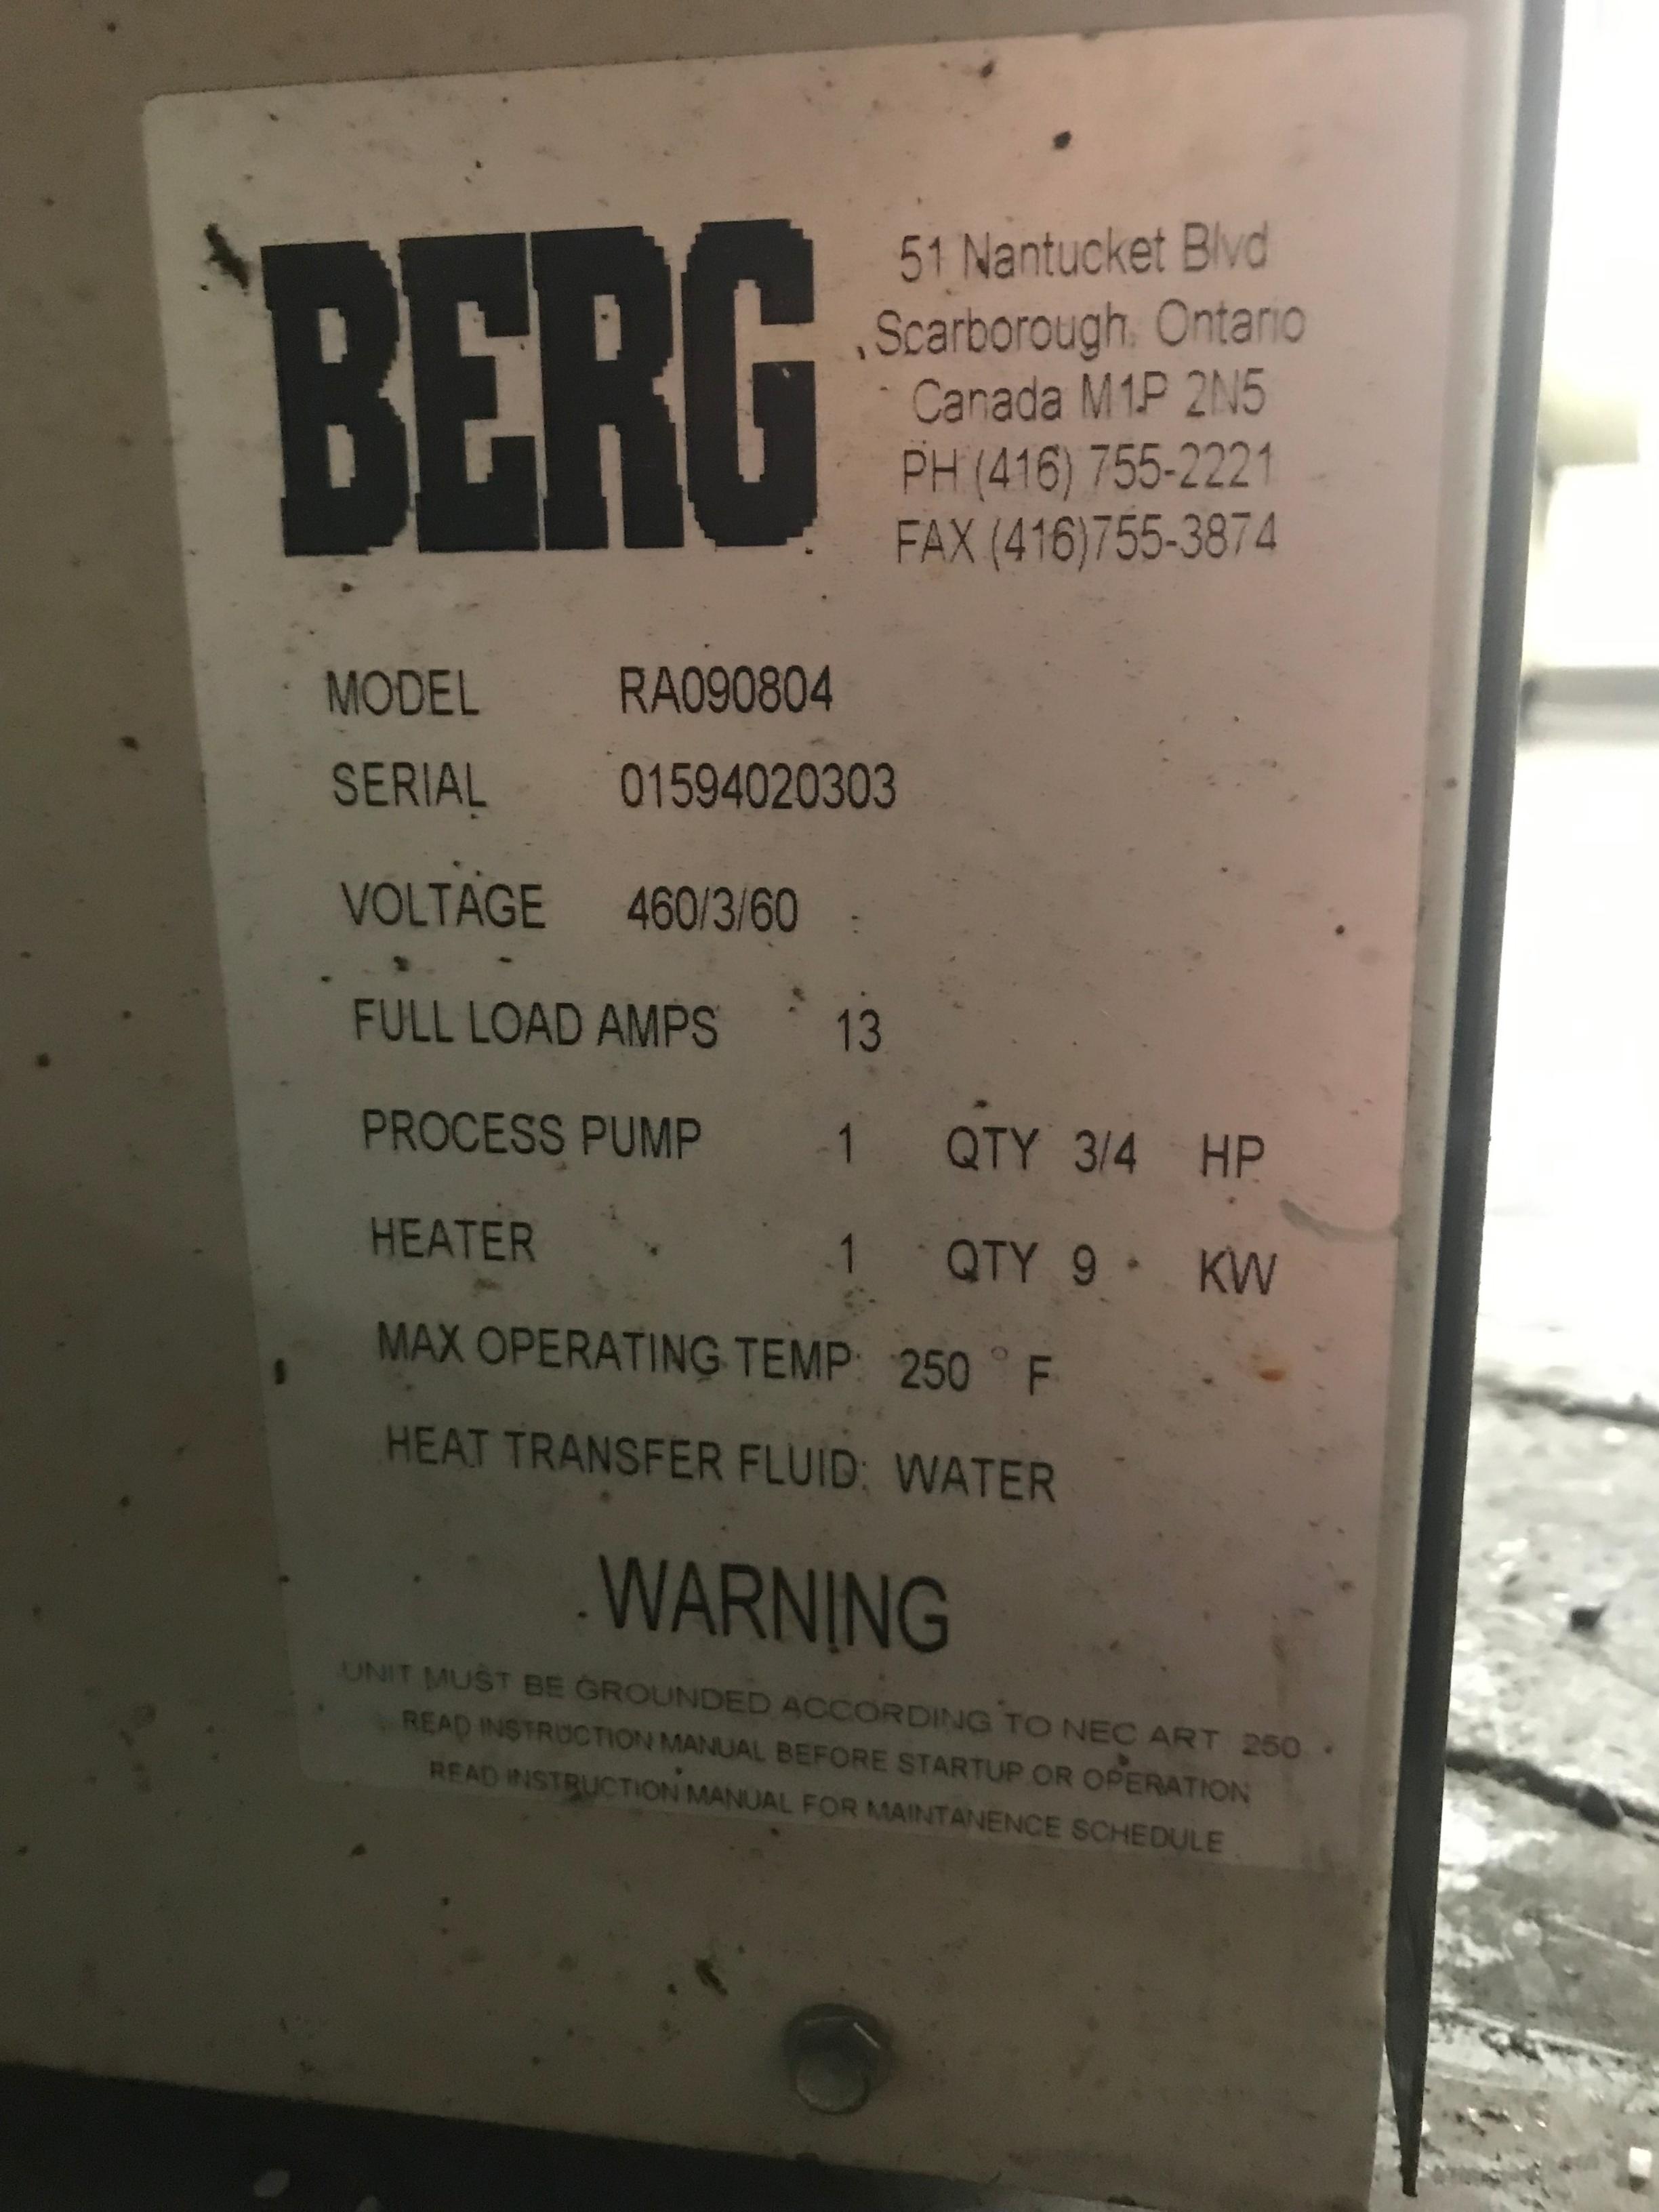 BERG
51 Nantucket Blvd
Scarborough, Ontario
Canada M1P 2N5
PH (416) 755-2221
FAX (416)755-3874
MODEL RA090804
SERIAL 01594020303
VOLTAGE 460/3/60
FULL LOAD AMPS 13
PROCESS PUMP 1 QTY 3/4 HP
HEATER 1 QTY 9 KW
MAX OPERATING TEMP: 250 ° F
HEAT TRANSFER FLUID: WATER
WARNING
UNIT MUST BE GROUNDED ACCORDING TO NEC ART 250
READ INSTRUCTION MANUAL BEFORE STARTUP OR OPERATION
READ INSTRUCTION MANUAL FOR MAINTANENCE SCHEDULE